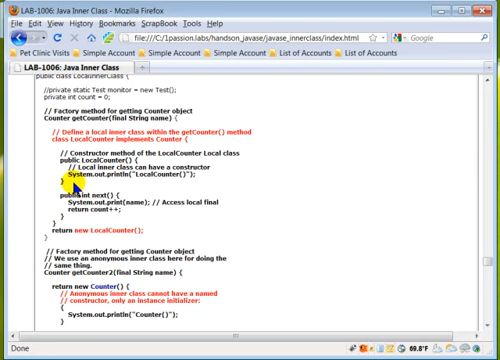 LAB-1006: Java Inner Class - Mozilla Firefox
File Edit View History Bookmarks ScrapBook Tools Help
file:///C:/1passion.labs/handson_javase/javase_innerclass/index.html
Google
Pet Clinic Visits Simple Account Simple Account List of Accounts List of Accounts
LAB-1006: Java Inner Class
public class LocalInnerClass {
//private static Test monitor = new Test();
private int count = 0;
// Factory method for getting Counter object
Counter getCounter(final String name) {
// Define a local inner class within the getCounter() method
class LocalCounter implements Counter {
// Constructor method of the LocalCounter Local class
public LocalCounter() {
// Local inner class can have a constructor
System.out.println("LocalCounter()");
}
public int next() {
System.out.print(name); // Access local final
return count++;
}
}
return new LocalCounter();
}
// Factory method for getting Counter object
// We use an anonymous inner class here for doing the
// same thing.
Counter getCounter2(final String name) {
return new Counter() {
// Anonymous inner class cannot have a named
// constructor, only an instance initializer:
{
System.out.println("Counter()");
}
Done
69.8°F